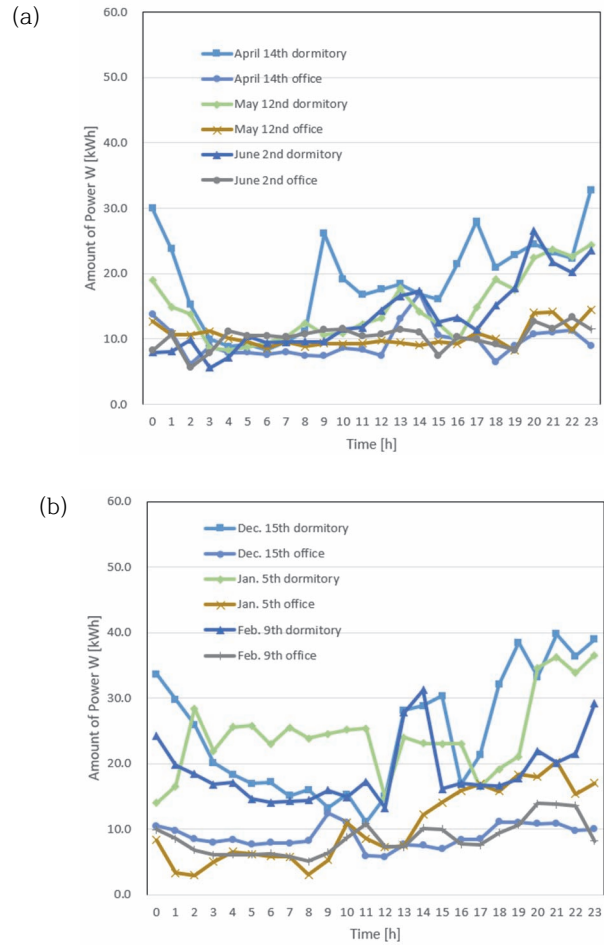 (a)
60.0
50.0
40.0
30.0
20.0
10.0
0.0
Amount of Power W [kWh]
April 14th dormitory
April 14th office
May 12nd dormitory
May 12nd office
June 2nd dormitory
June 2nd office
0 1 2 3 4 5 6 7 8 9 10 11 12 13 14 15 16 17 18 19 20 21 22 23
Time [h]
(b)
60.0
50.0
40.0
30.0
20.0
10.0
0.0
Amount of Power W [kWh]
Dec. 15th dormitory
Dec. 15th office
Jan. 5th dormitory
Jan. 5th office
Feb. 9th dormitory
Feb. 9th office
0 1 2 3 4 5 6 7 8 9 10 11 12 13 14 15 16 17 18 19 20 21 22 23
Time [h]